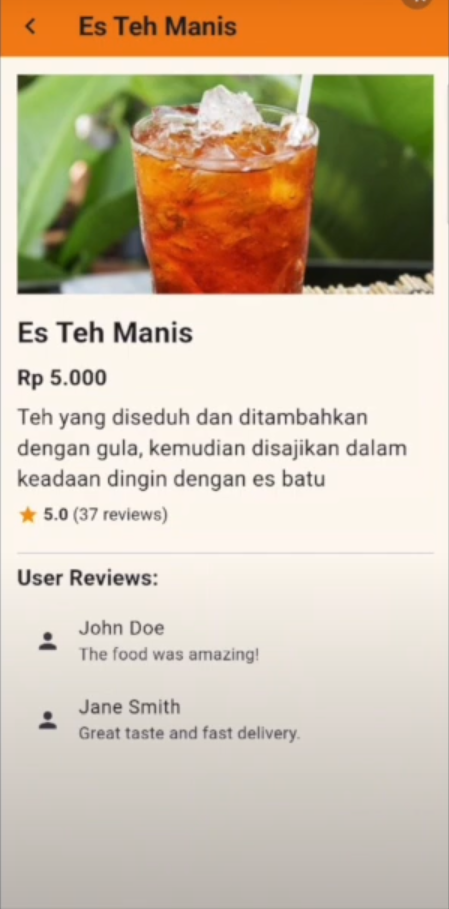 Es Teh Manis
Es Teh Manis
Rp 5.000
Teh yang diseduh dan ditambahkan
dengan gula, kemudian disajikan dalam
keadaan dingin dengan es batu
5.0 (37 reviews)
User Reviews:
John Doe
The food was amazing!
Jane Smith
Great taste and fast delivery.